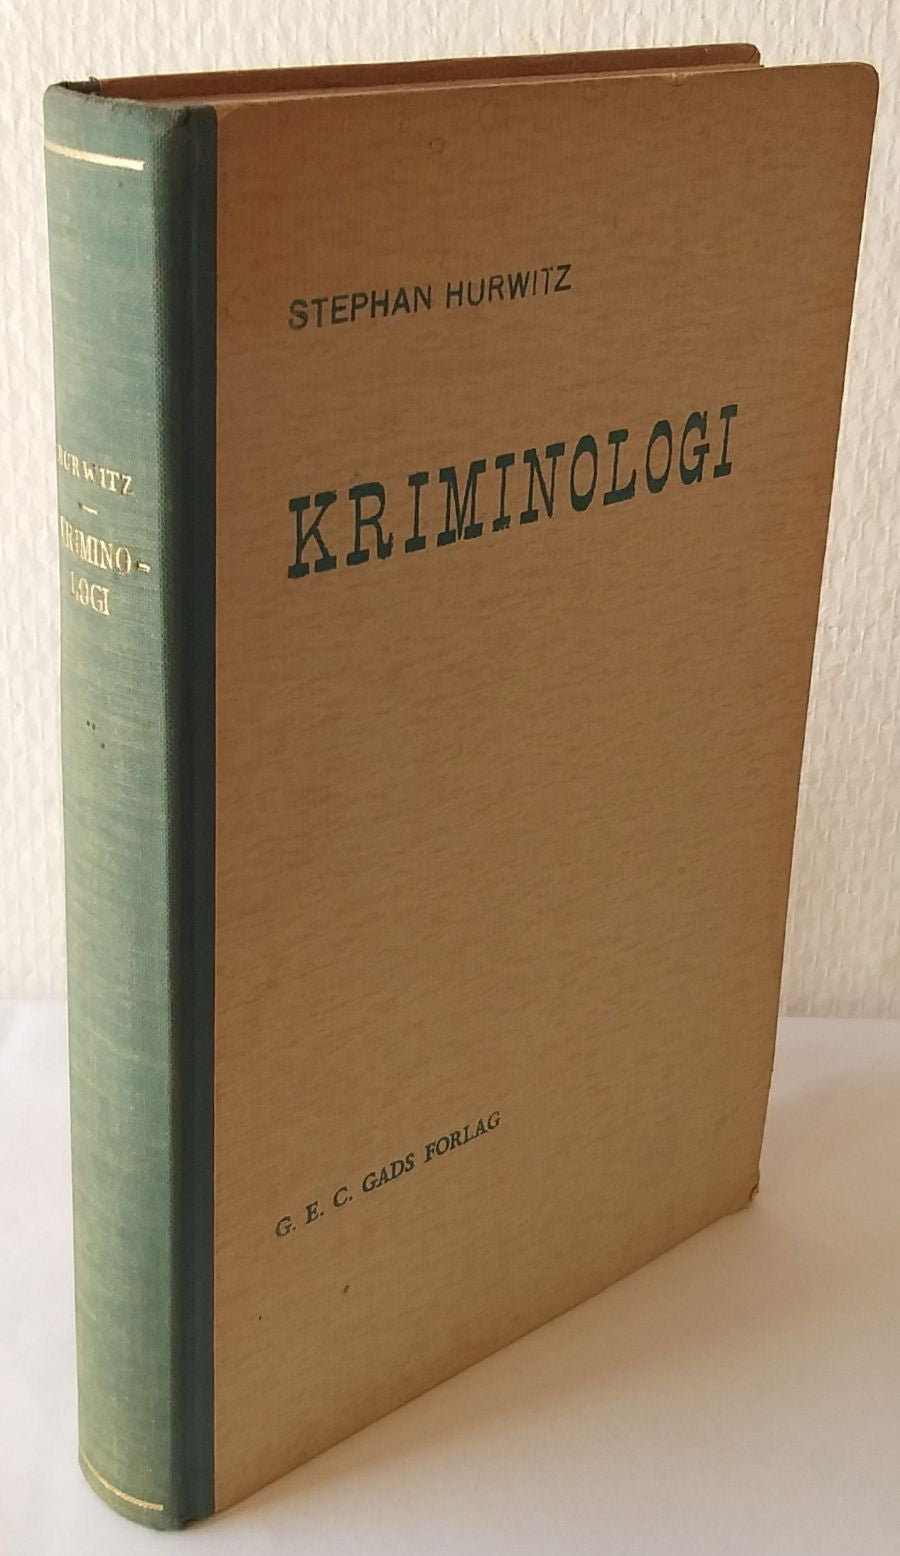 HURWITZ
—
KRIMINO-
LOGI
STEPHAN HURWITZ
KRIMINOLOGI
G. E. C. GADS FORLAG